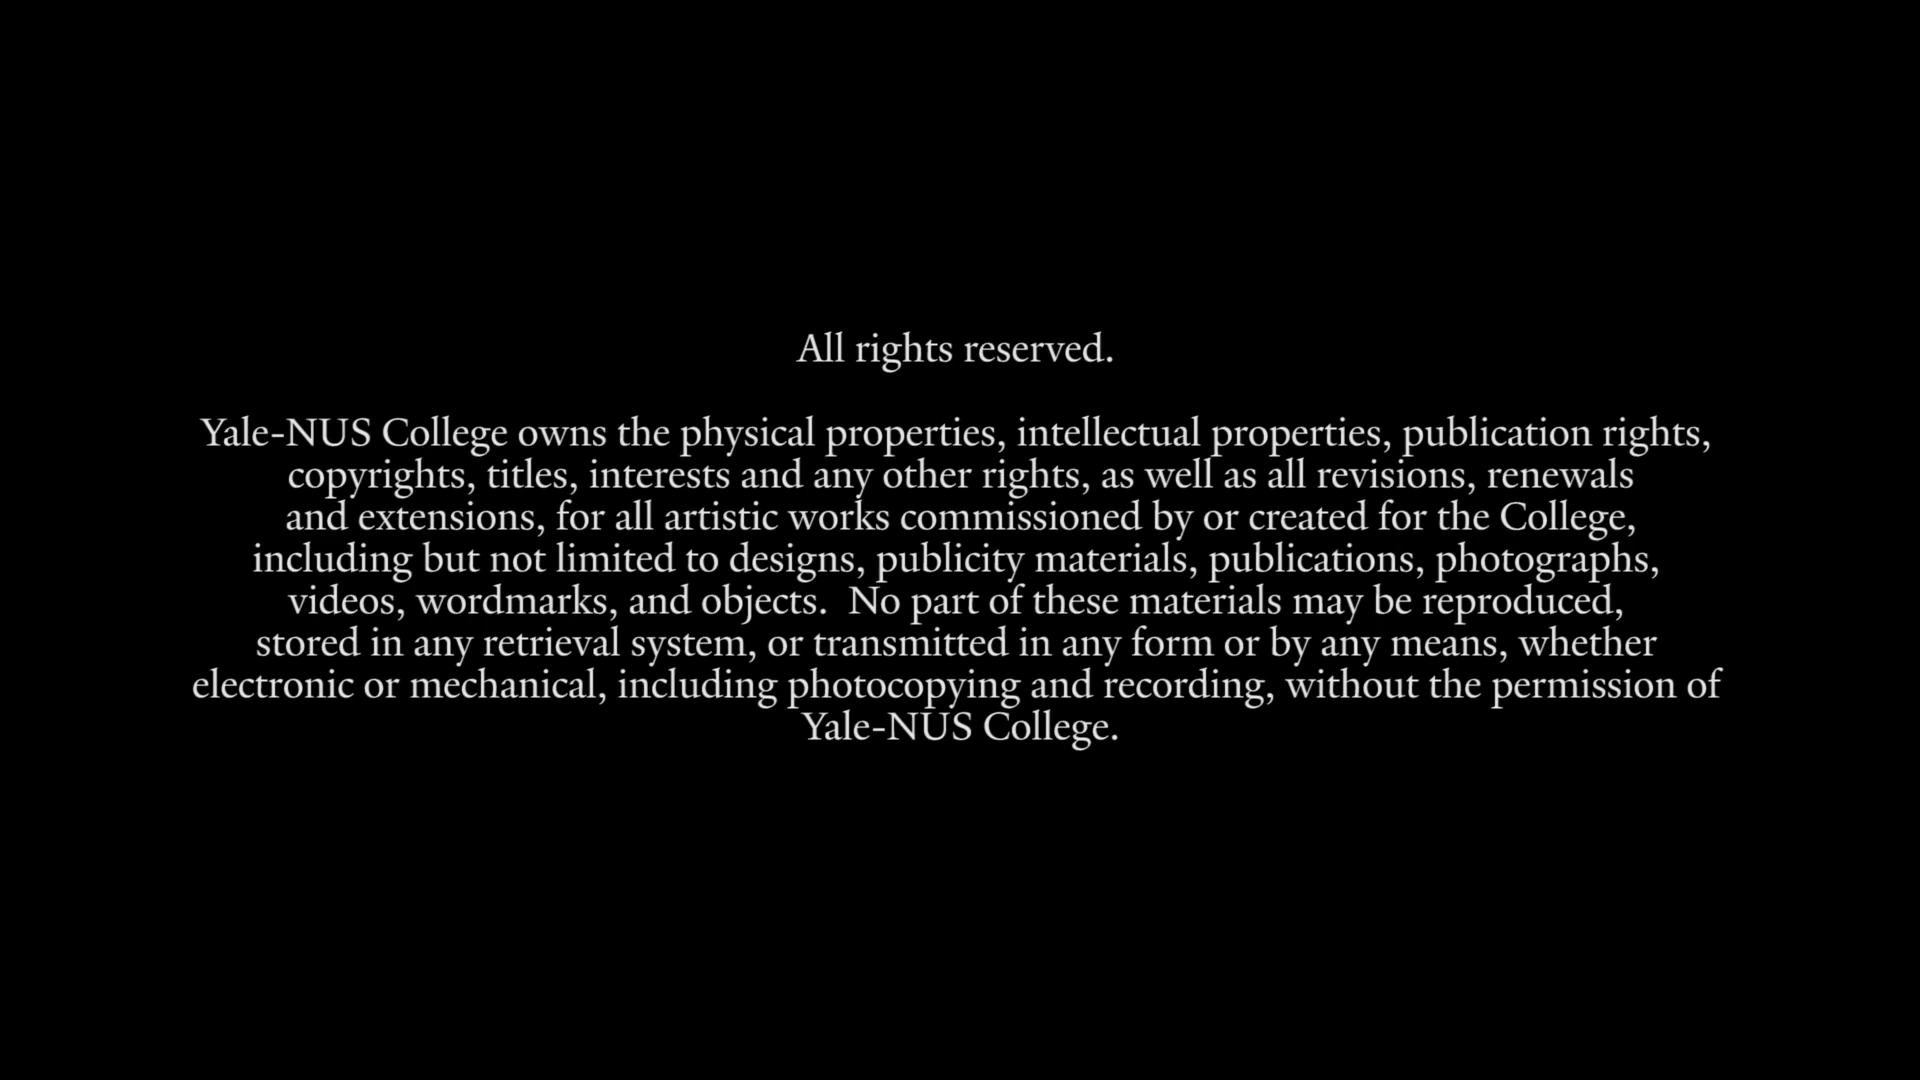 All rights reserved.
Yale-NUS College owns the physical properties, intellectual properties, publication rights,
copyrights, titles, interests and any other rights, as well as all revisions, renewals
and extensions, for all artistic works commissioned by or created for the College,
including but not limited to designs, publicity materials, publications, photographs,
videos, wordmarks, and objects.  No part of these materials may be reproduced,
stored in any retrieval system, or transmitted in any form or by any means, whether
electronic or mechanical, including photocopying and recording, without the permission of
Yale-NUS College.